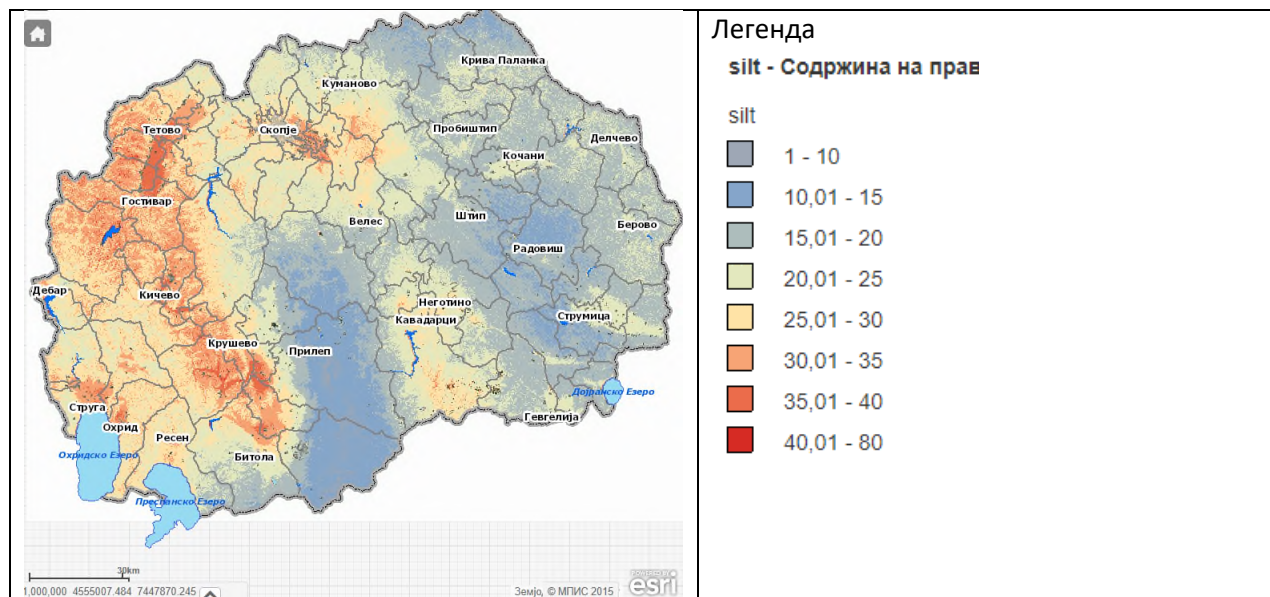 Крива Паланка
Куманово
Тетово
Скопје
Пробиштип
Делчево
Кочани
Гостивар
Велес
Штип
Берово
Радовиш
Дебар
Кичево
Неготино
Кавадарци
Струмица
Крушево
Прилеп
Дојранско Езеро
Струга
Гевгелија
Охрид
Ресен
Охридско Езеро
Битола
Преспанско Езеро
30km
1,000,000 4555007.484 7447870.245
Земјо, © МПИС 2015
POWERED BY
esri
Легенда
silt - Содржина на прав
silt
1 - 10
10,01 - 15
15,01 - 20
20,01 - 25
25,01 - 30
30,01 - 35
35,01 - 40
40,01 - 80